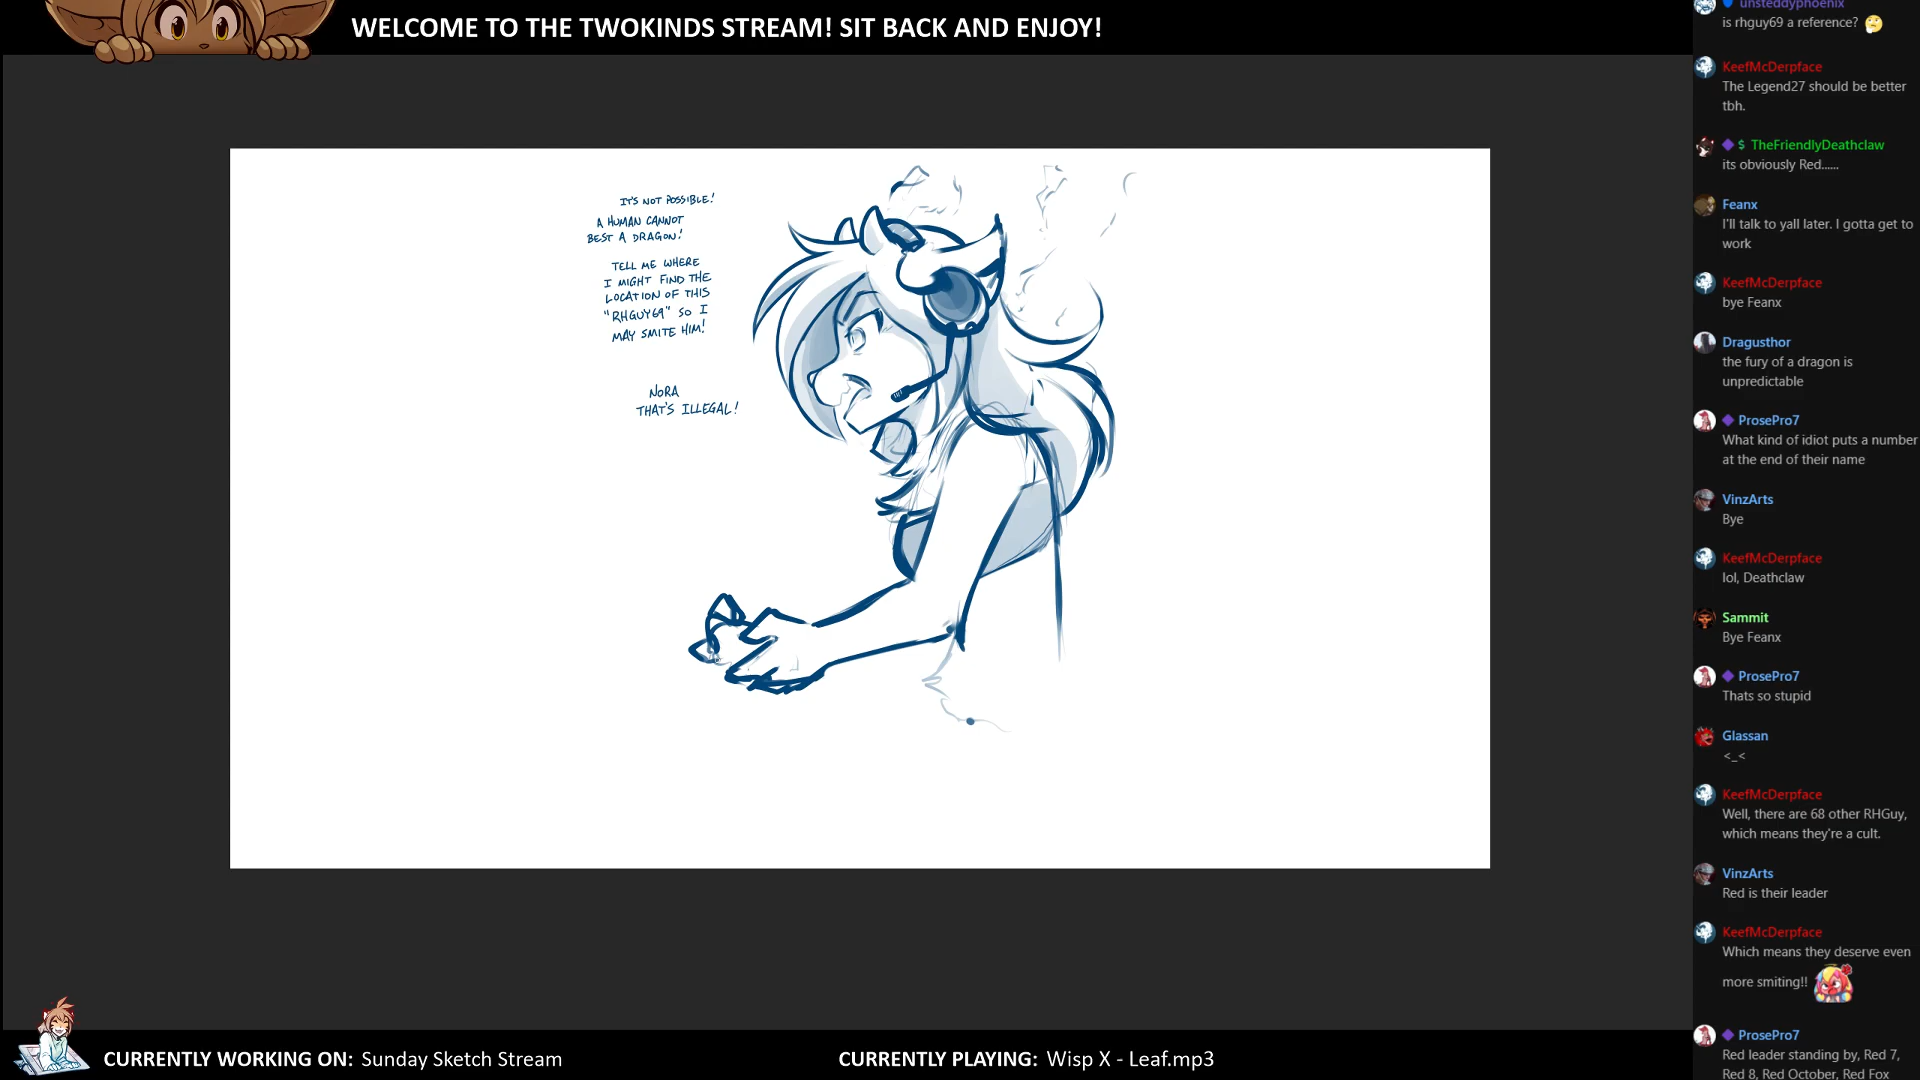 WELCOME TO THE TWOKINDS STREAM! SIT BACK AND ENJOY!
IT'S NOT POSSIBLE!
A HUMAN CANNOT
BEST A DRAGON!
TELL ME WHERE
I MIGHT FIND THE
LOCATION OF THIS
"RHGUY69" SO I
MAY SMITE HIM!
NORA
THAT'S ILLEGAL!
CURRENTLY WORKING ON: Sunday Sketch Stream
CURRENTLY PLAYING: Wisp X - Leaf.mp3
unsteddyphoenix
is rhguy69 a reference?
KeefMcDerpface
The Legend27 should be better
tbh.
$ TheFriendlyDeathclaw
its obviously Red......
Feanx
I'll talk to yall later. I gotta get to
work
KeefMcDerpface
bye Feanx
Dragusthor
the fury of a dragon is
unpredictable
ProsePro7
What kind of idiot puts a number
at the end of their name
VinzArts
Bye
KeefMcDerpface
lol, Deathclaw
Sammit
Bye Feanx
ProsePro7
Thats so stupid
Glassan
<_<
KeefMcDerpface
Well, there are 68 other RHGuy,
which means they're a cult.
VinzArts
Red is their leader
KeefMcDerpface
Which means they deserve even
more smiting!!
ProsePro7
Red leader standing by, Red 7,
Red 8, Red October, Red Fox